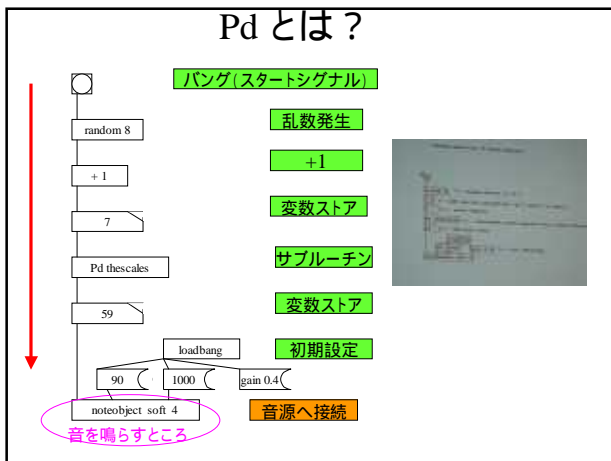 Pd とは？
バング(スタートシグナル)
random 8
乱数発生
+ 1
+1
7
変数ストア
Pd thescales
サブルーチン
59
変数ストア
loadbang
初期設定
90
1000
gain 0.4
noteobject soft 4
音源へ接続
音を鳴らすところ